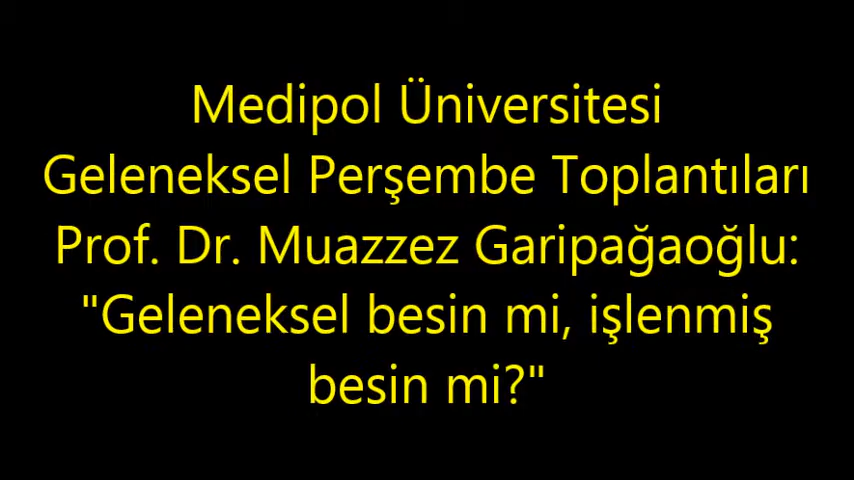 Medipol Üniversitesi
Geleneksel Perşembe Toplantıları
Prof. Dr. Muazzez Garipağaoğlu:
"Geleneksel besin mi, işlenmiş
besin mi?"